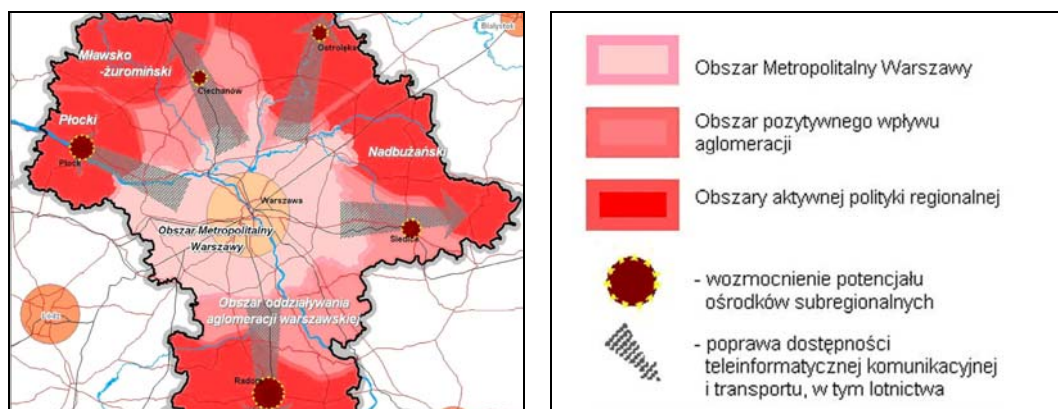 Białystok
Ostrołęka
Mławsko
-żuromiński
Ciechanów
Płocki
Nadbużański
Płock
Warszawa
Obszar Metropolitalny
Warszawy
Siedlce
Obszar oddziaływania
aglomeracji warszawskiej
Łódź
Radom
Obszar Metropolitalny Warszawy
Obszar pozytywnego wpływu
aglomeracji
Obszary aktywnej polityki regionalnej
- wozmocnienie potencjału
ośrodków subregionalnych
- poprawa dostępności
teleinformatycznej komunikacyjnej
i transportu, w tym lotnictwa